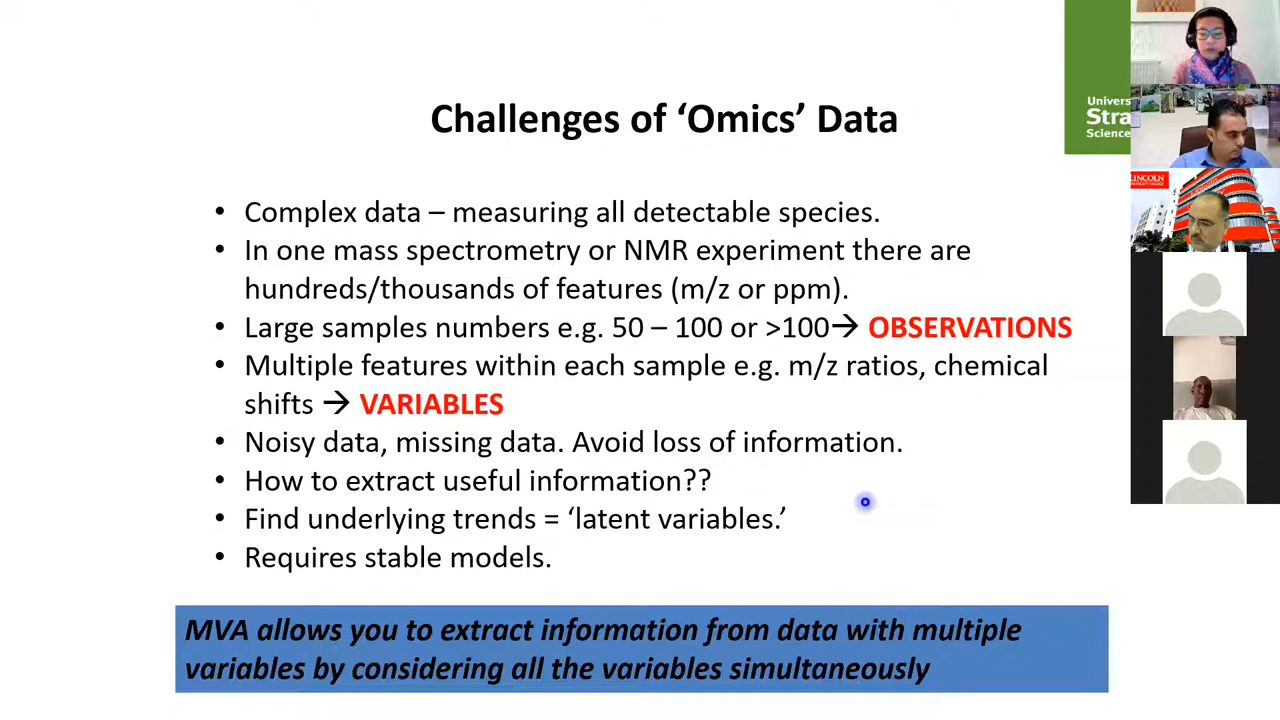 Challenges of ‘Omics’ Data
Univers
Stra
Science
LINCOLN
• Complex data – measuring all detectable species.
• In one mass spectrometry or NMR experiment there are
hundreds/thousands of features (m/z or ppm).
• Large samples numbers e.g. 50 – 100 or >100→ OBSERVATIONS
• Multiple features within each sample e.g. m/z ratios, chemical
shifts → VARIABLES
• Noisy data, missing data. Avoid loss of information.
• How to extract useful information??
• Find underlying trends = ‘latent variables.’
• Requires stable models.
MVA allows you to extract information from data with multiple
variables by considering all the variables simultaneously